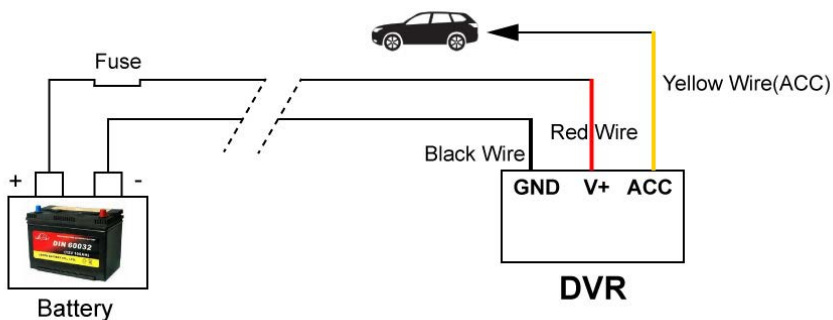 Fuse
Yellow Wire(ACC)
Red Wire
Black Wire
GND V+ ACC
+ -
DIN 60032
DVR
Battery